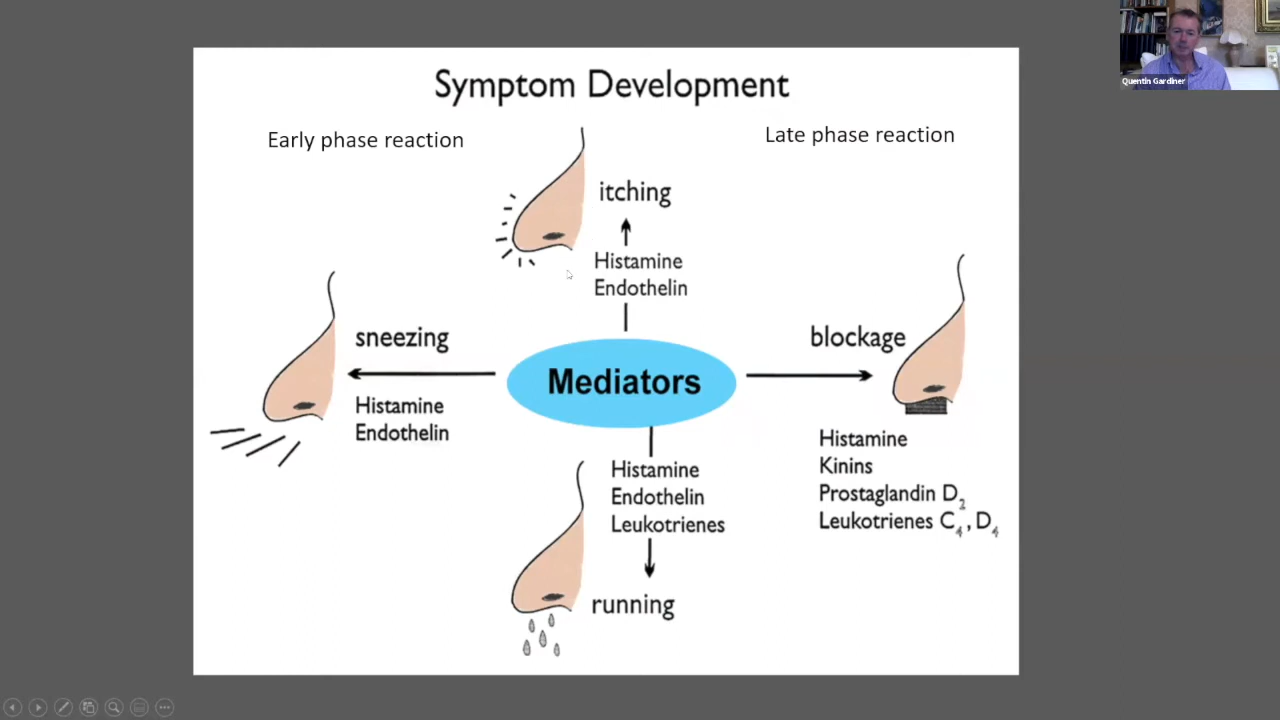 Symptom Development
Early phase reaction
Late phase reaction
itching
Histamine
Endothelin
sneezing
Histamine
Endothelin
Mediators
blockage
Histamine
Kinins
Prostaglandin D₂
Leukotrienes C₄, D₄
Histamine
Endothelin
Leukotrienes
running
Quentin Gardiner